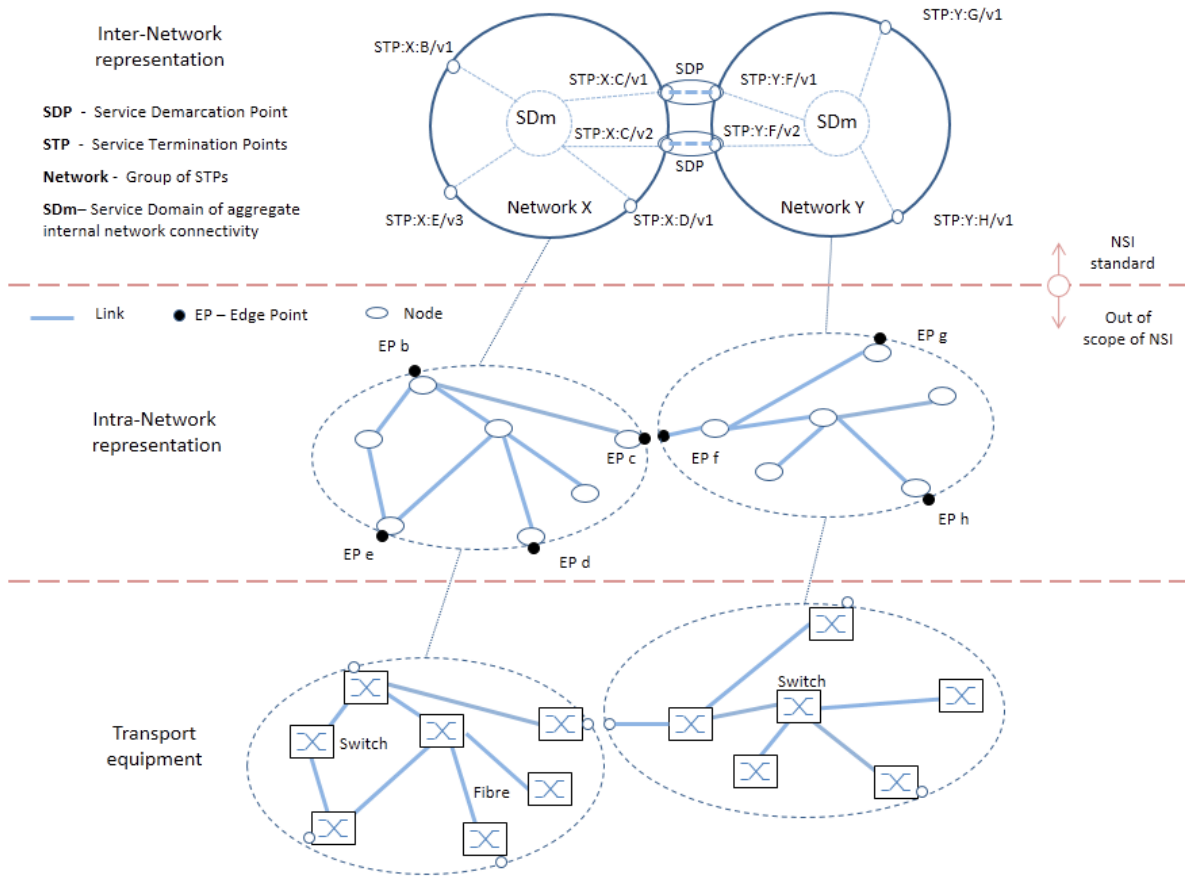 Inter-Network
representation
SDP - Service Demarcation Point
STP - Service Termination Points
Network - Group of STPs
SDm– Service Domain of aggregate
internal network connectivity
STP:X:B/v1
STP:X:C/v1
SDP
STP:Y:F/v1
STP:Y:G/v1
SDm
SDm
STP:X:C/v2
STP:Y:F/v2
SDP
STP:X:E/v3
Network X
STP:X:D/v1
Network Y
STP:Y:H/v1
NSI
standard
Out of
scope of NSI
Link
EP – Edge Point
Node
EP b
EP g
Intra-Network
representation
EP c
EP f
EP e
EP d
EP h
Transport
equipment
Switch
Fibre
Switch